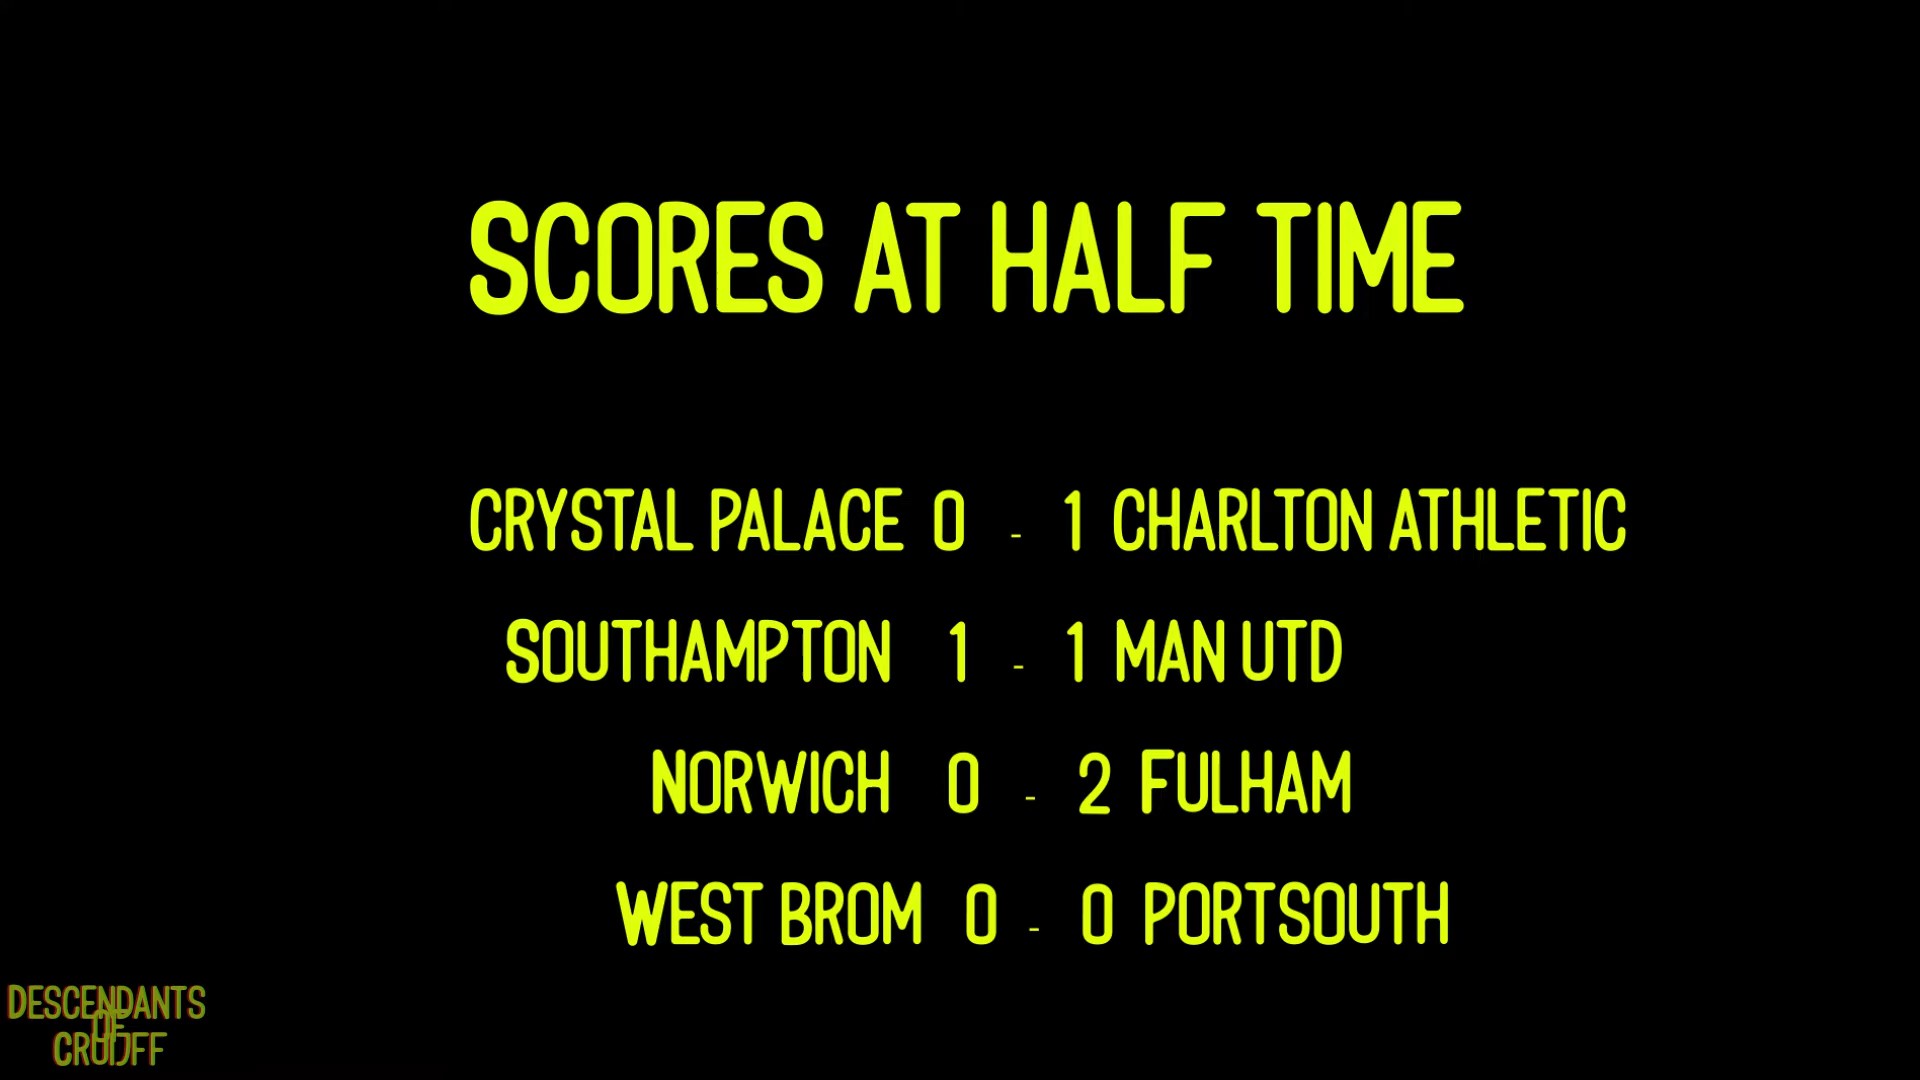 SCORES AT HALF TIME
CRYSTAL PALACE 0 - 1 CHARLTON ATHLETIC
SOUTHAMPTON 1 - 1 MAN UTD
NORWICH 0 - 2 FULHAM
WEST BROM 0 - 0 PORTSOUTH
DESCENDANTS
OF
CRUIJFF